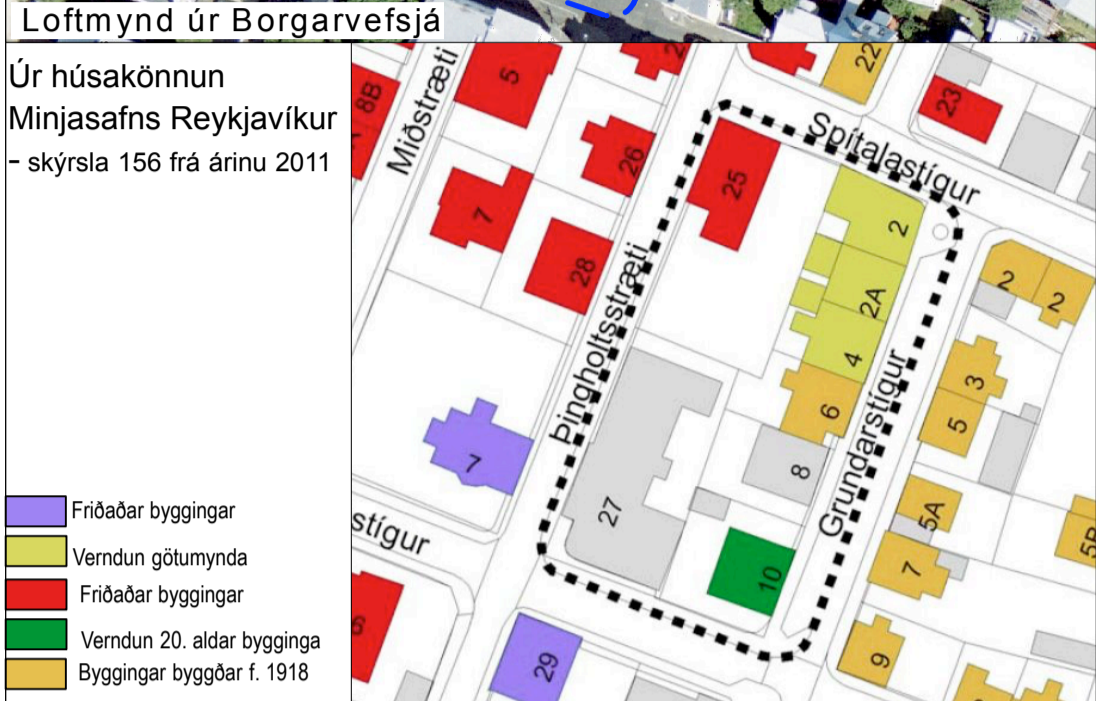 Loftmynd úr Borgarvefsjá
Úr húsakönnun
Minjasafns Reykjavíkur
- skýrsla 156 frá árinu 2011
Friðaðar byggingar
Verndun götumynda
Friðaðar byggingar
Verndun 20. aldar bygginga
Byggingar byggðar f. 1918
Miðstræti
Spítalastígur
Þingholtsstræti
Grundarstígur
stígur
8B
5
22
23
26
25
7
28
2
2A
4
6
8
10
27
7
2
2
3
5
5A
7
5B
9
29
6